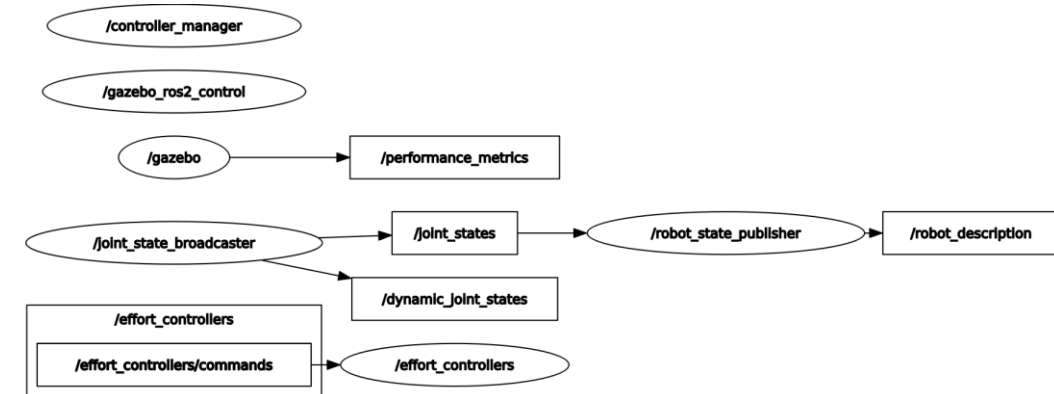 /controller_manager
/gazebo_ros2_control
/gazebo
/performance_metrics
/joint_state_broadcaster
/joint_states
/robot_state_publisher
/robot_description
/dynamic_joint_states
/effort_controllers
/effort_controllers/commands
/effort_controllers